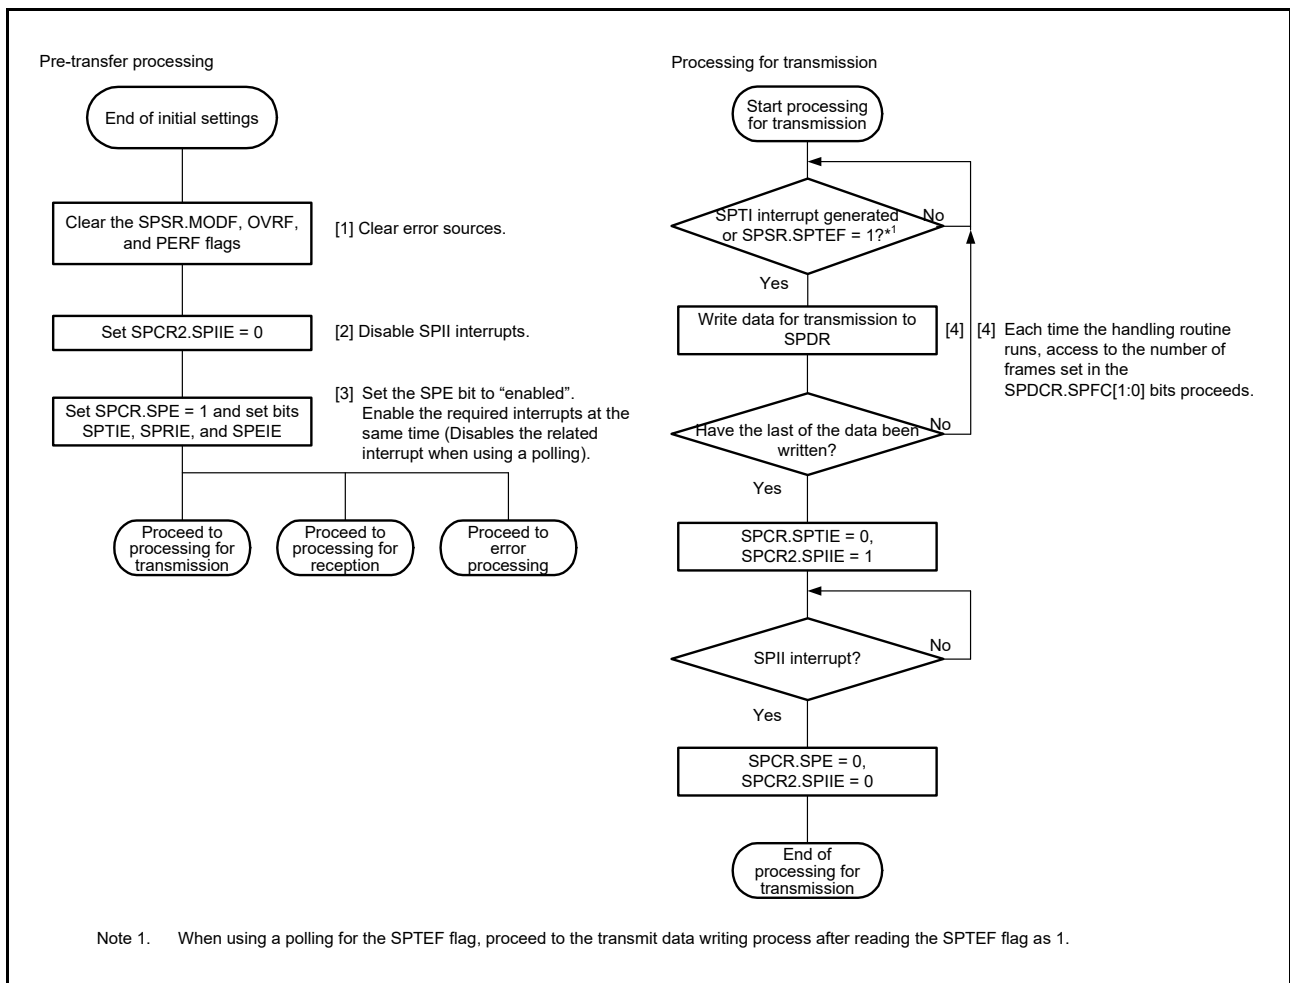 Pre-transfer processing
End of initial settings
Clear the SPSR.MODF, OVRF,
and PERF flags
[1] Clear error sources.
Set SPCR2.SPIIE = 0
[2] Disable SPII interrupts.
Set SPCR.SPE = 1 and set bits
SPTIE, SPRIE, and SPEIE
[3] Set the SPE bit to “enabled”.
Enable the required interrupts at the
same time (Disables the related
interrupt when using a polling).
Proceed to
processing for
transmission
Proceed to
processing for
reception
Proceed to
error
processing
Processing for transmission
Start processing
for transmission
SPTI interrupt generated
or SPSR.SPTEF = 1?*1
No
Yes
Write data for transmission to
SPDR
[4]
[4] Each time the handling routine
runs, access to the number of
frames set in the
SPDCR.SPFC[1:0] bits proceeds.
Have the last of the data been
written?
No
Yes
SPCR.SPTIE = 0,
SPCR2.SPIIE = 1
SPII interrupt?
No
Yes
SPCR.SPE = 0,
SPCR2.SPIIE = 0
End of
processing for
transmission
Note 1. When using a polling for the SPTEF flag, proceed to the transmit data writing process after reading the SPTEF flag as 1.